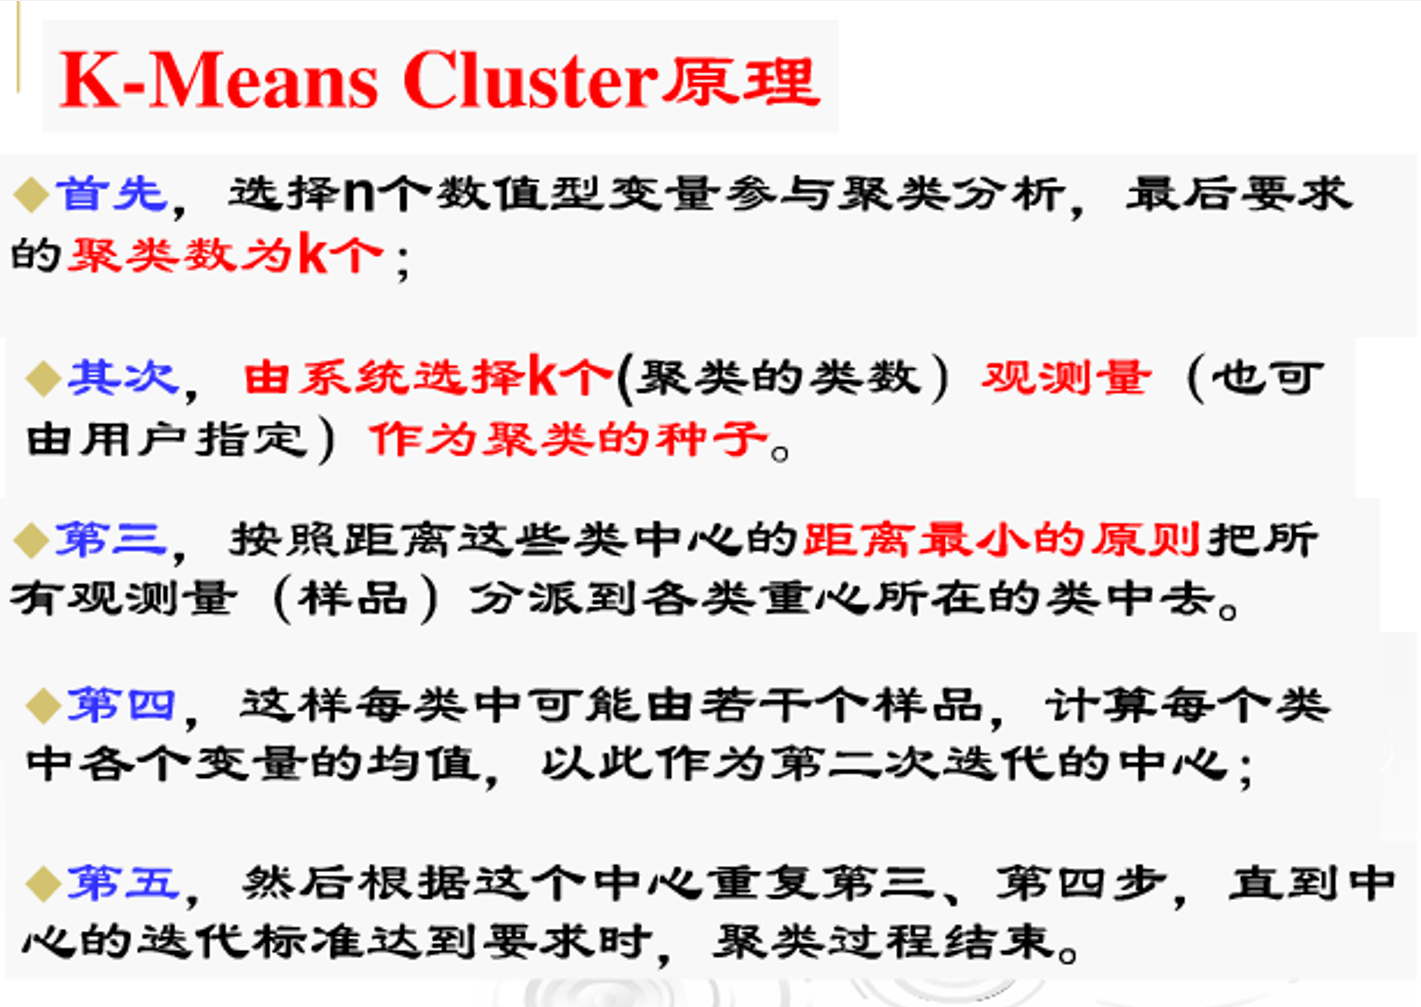 K-Means Cluster原理
◆首先，选择n个数值型变量参与聚类分析，最后要求
的聚类数为k个；
◆其次，由系统选择k个(聚类的类数）观测量（也可
由用户指定）作为聚类的种子。
◆第三，按照距离这些类中心的距离最小的原则把所
有观测量（样品）分派到各类重心所在的类中去。
◆第四，这样每类中可能由若干个样品，计算每个类
中各个变量的均值，以此作为第二次迭代的中心；
◆第五，然后根据这个中心重复第三、第四步，直到中
心的迭代标准达到要求时，聚类过程结束。